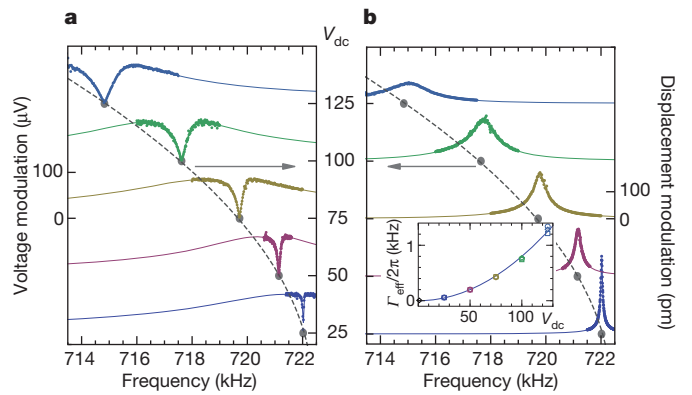 a
V_dc
b
Voltage modulation (μV)
100
0
125
100
75
50
25
714
716
718
720
722
Frequency (kHz)
Displacement modulation (pm)
100
0
Γ_eff/2π (kHz)
1
0
50
100
V_dc
714
716
718
720
722
Frequency (kHz)